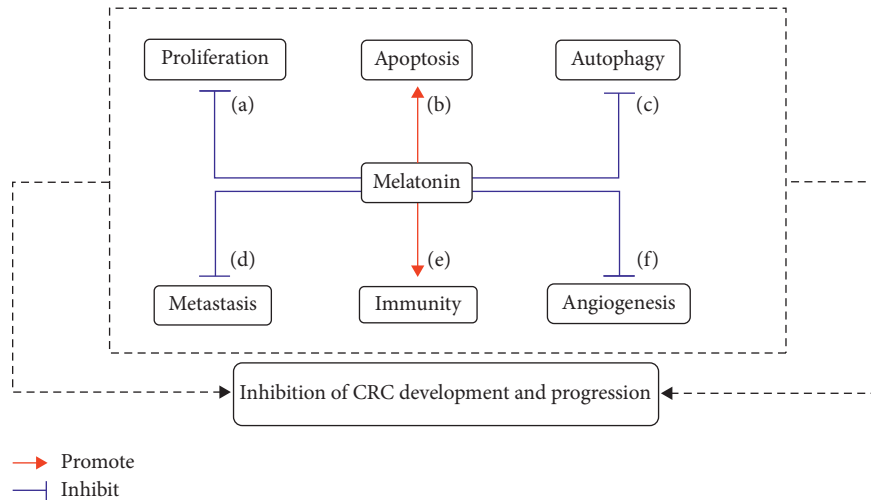 Proliferation
Apoptosis
Autophagy
(a)
(b)
(c)
Melatonin
(d)
(e)
(f)
Metastasis
Immunity
Angiogenesis
Inhibition of CRC development and progression
Promote
Inhibit